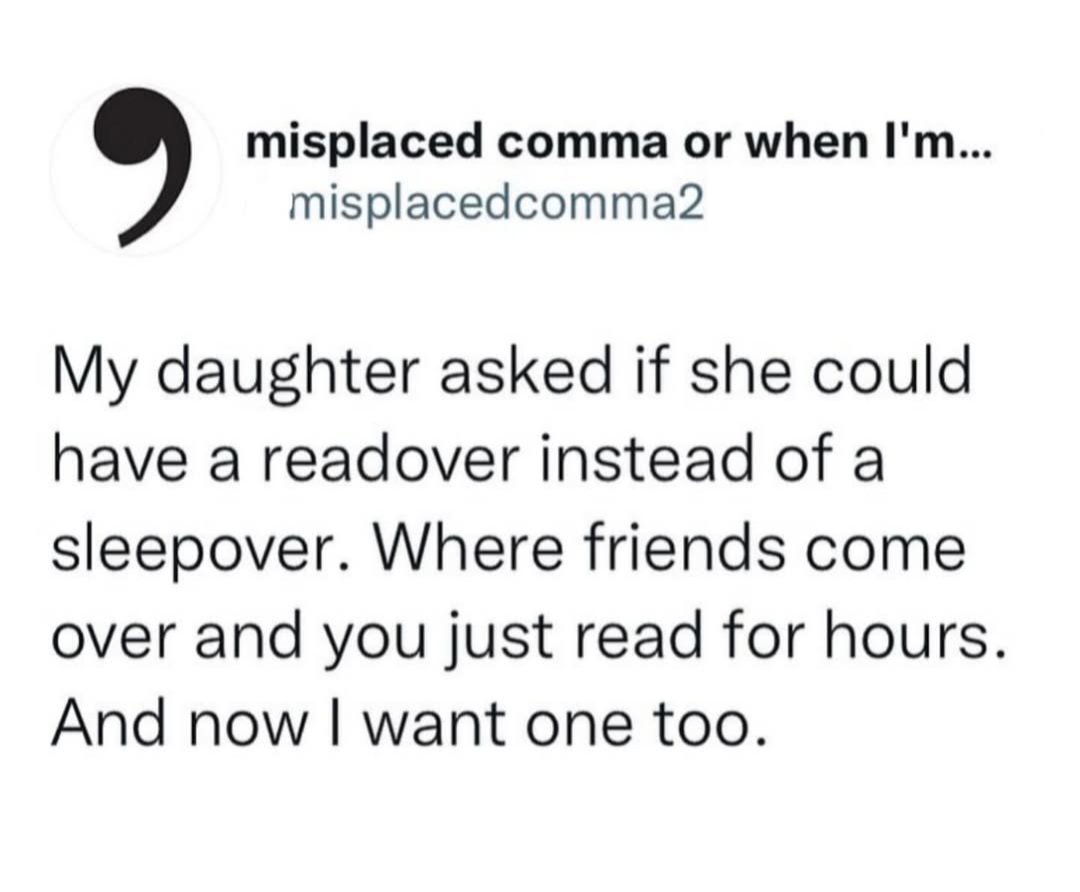 misplaced comma or when I'm...
misplacedcomma2
My daughter asked if she could
have a readover instead of a
sleepover. Where friends come
over and you just read for hours.
And now I want one too.